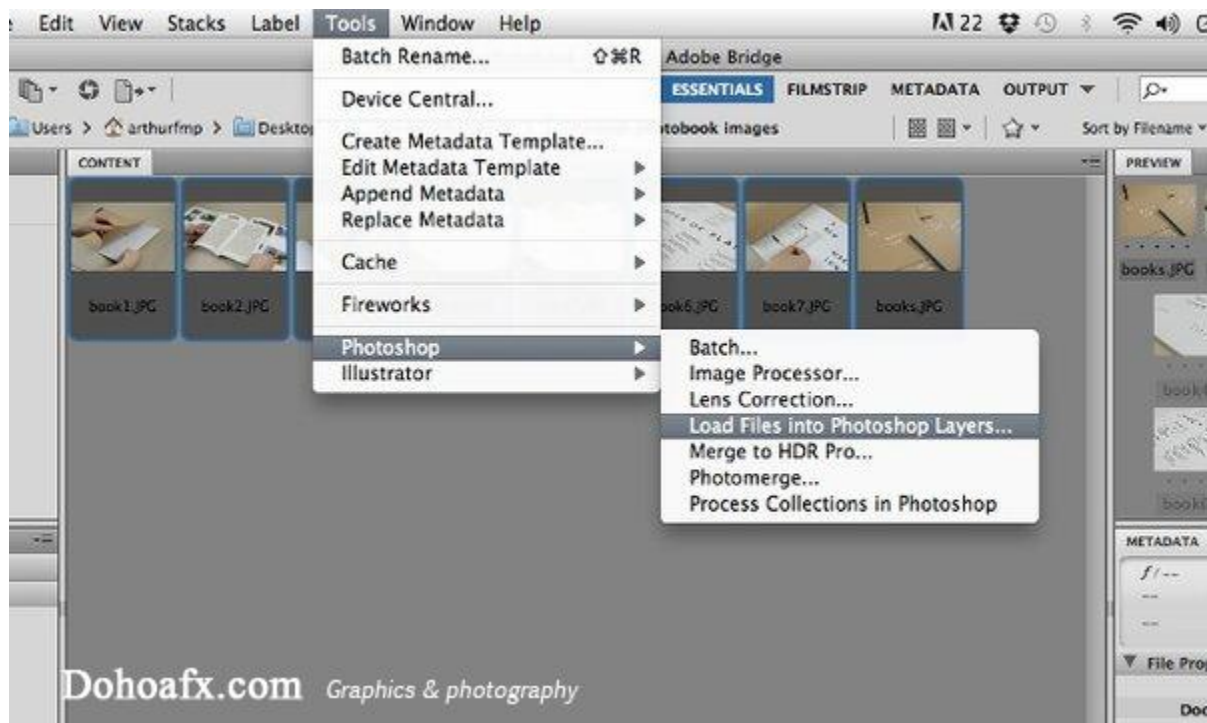 Edit View Stacks Label Tools Window Help 22
Adobe Bridge
ESSENTIALS FILMSTRIP METADATA OUTPUT
Users > arthurfmp > Desktop
images
Sort by Filename
CONTENT
PREVIEW
Batch Rename... ⇧⌘R
Device Central...
Create Metadata Template...
Edit Metadata Template
Append Metadata
Replace Metadata
Cache
Fireworks
Photoshop
Illustrator
Batch...
Image Processor...
Lens Correction...
Load Files into Photoshop Layers...
Merge to HDR Pro...
Photomerge...
Process Collections in Photoshop
book1.JPG book2.JPG book6.JPG book7.JPG books.JPG
books.JPG
METADATA
f/--
--
--
File Pro
Doc
Dohoafx.com Graphics & photography